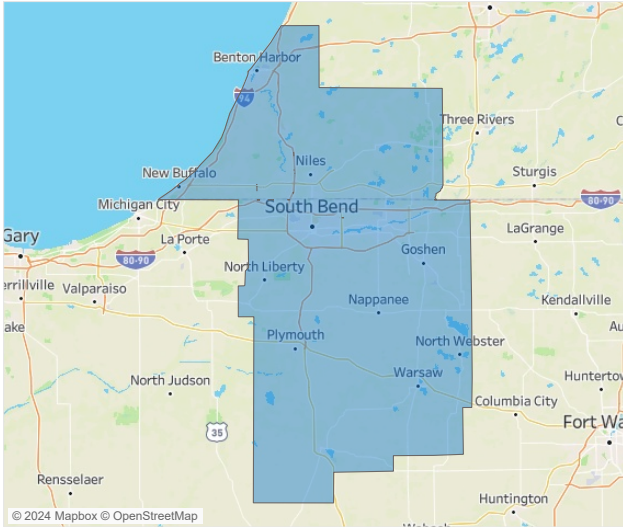 Benton Harbor
94
Three Rivers
C
Niles
Sturgis
New Buffalo
80-90
Michigan City
South Bend
LaGrange
Gary
La Porte
Goshen
80-90
North Liberty
errillville
Valparaiso
Nappanee
Kendallville
ake
Au
Plymouth
North Webster
Warsaw
North Judson
Huntertow
Columbia City
35
Fort Wa
Rensselaer
Huntington
© 2024 Mapbox © OpenStreetMap
Wabash